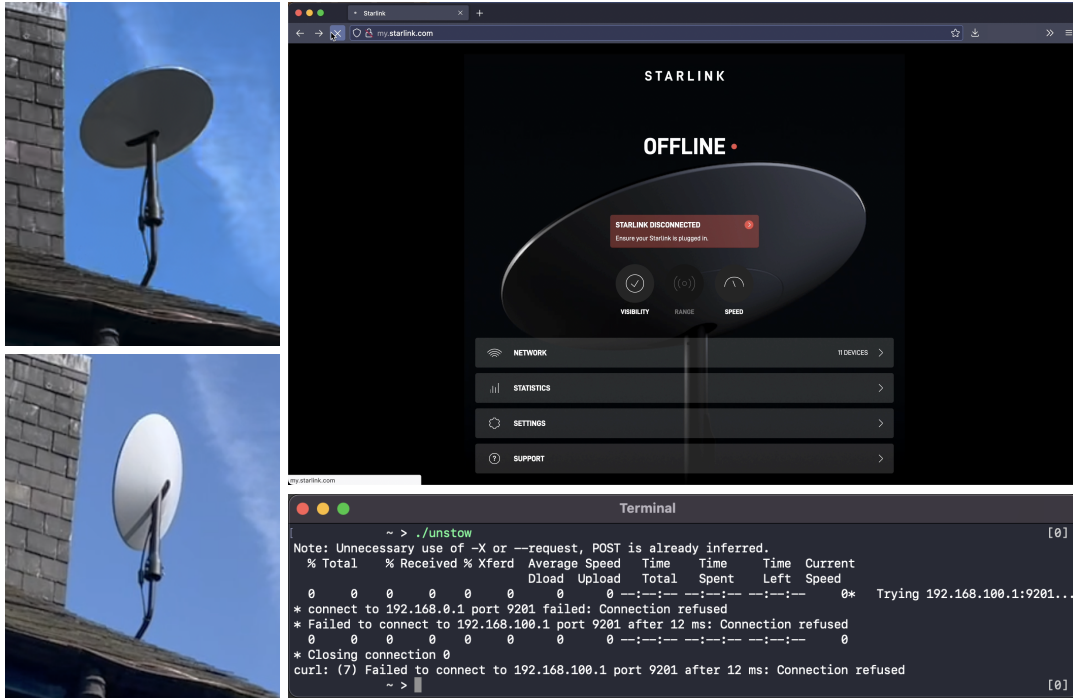 Starlink
my.starlink.com
STARLINK
OFFLINE
STARLINK DISCONNECTED
Ensure your Starlink is plugged in.
VISIBILITY RANGE SPEED
NETWORK 11 DEVICES
STATISTICS
SETTINGS
SUPPORT
my.starlink.com
Terminal
[ ~ > ./unstow [0]
Note: Unnecessary use of -X or --request, POST is already inferred.
% Total % Received % Xferd Average Speed Time Time Time Current
Dload Upload Total Spent Left Speed
0 0 0 0 0 0 0 0 --:--:-- --:--:-- --:--:-- 0* Trying 192.168.100.1:9201...
* connect to 192.168.0.1 port 9201 failed: Connection refused
* Failed to connect to 192.168.100.1 port 9201 after 12 ms: Connection refused
0 0 0 0 0 0 0 0 --:--:-- --:--:-- --:--:-- 0
* Closing connection 0
curl: (7) Failed to connect to 192.168.100.1 port 9201 after 12 ms: Connection refused
~ > [0]